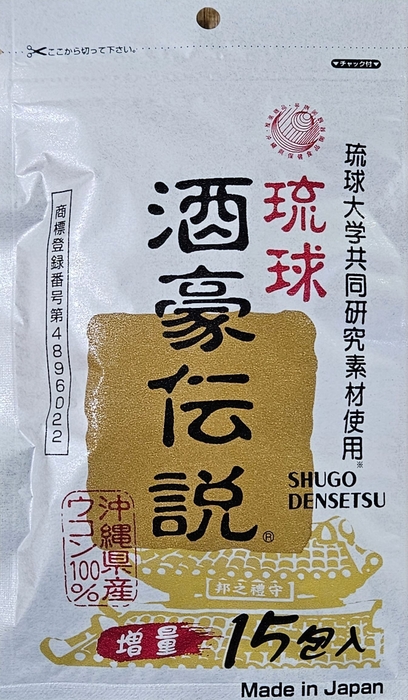 ここから切って下さい。
チャック付
琉球大学共同研究素材使用※
琉球
酒豪伝説®
商標登録番号第4896022
SHUGO
DENSETSU
沖縄県産
ウコン
100%
守禮之邦
増量
15包入
Made in Japan